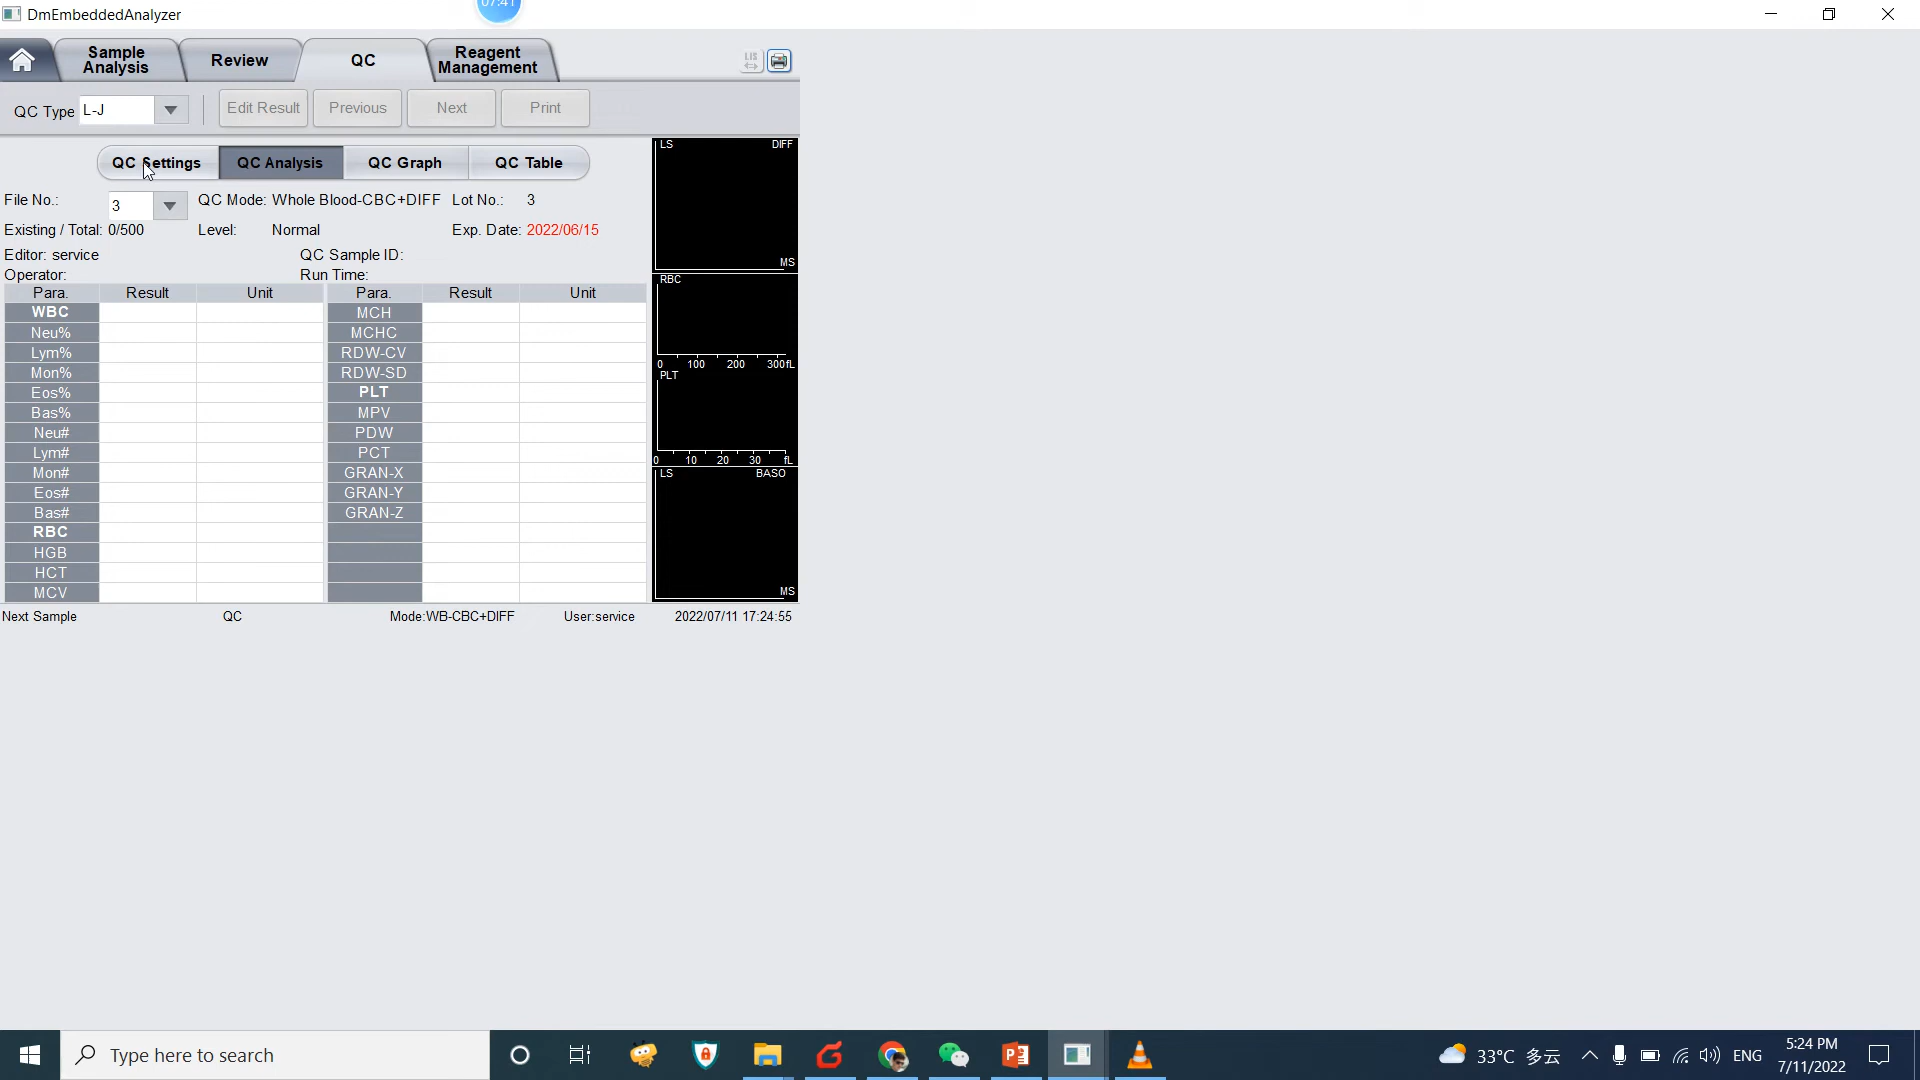 DmEmbeddedAnalyzer
07:41
Sample Analysis
Review
QC
Reagent Management
LIS
QC Type L-J
Edit Result
Previous
Next
Print
QC Settings
QC Analysis
QC Graph
QC Table
File No.: 3 QC Mode: Whole Blood-CBC+DIFF Lot No.: 3
Existing / Total: 0/500 Level: Normal Exp. Date: 2022/06/15
Editor: service QC Sample ID:
Operator: Run Time:
Para. Result Unit Para. Result Unit
WBC MCH
Neu% MCHC
Lym% RDW-CV
Mon% RDW-SD
Eos% PLT
Bas% MPV
Neu# PDW
Lym# PCT
Mon# GRAN-X
Eos# GRAN-Y
Bas# GRAN-Z
RBC
HGB
HCT
MCV
LS DIFF
MS
RBC
0 100 200 300fL
PLT
0 10 20 30 fL
LS BASO
MS
Next Sample QC Mode:WB-CBC+DIFF User:service 2022/07/11 17:24:55
Type here to search
33°C 多云
ENG
5:24 PM
7/11/2022